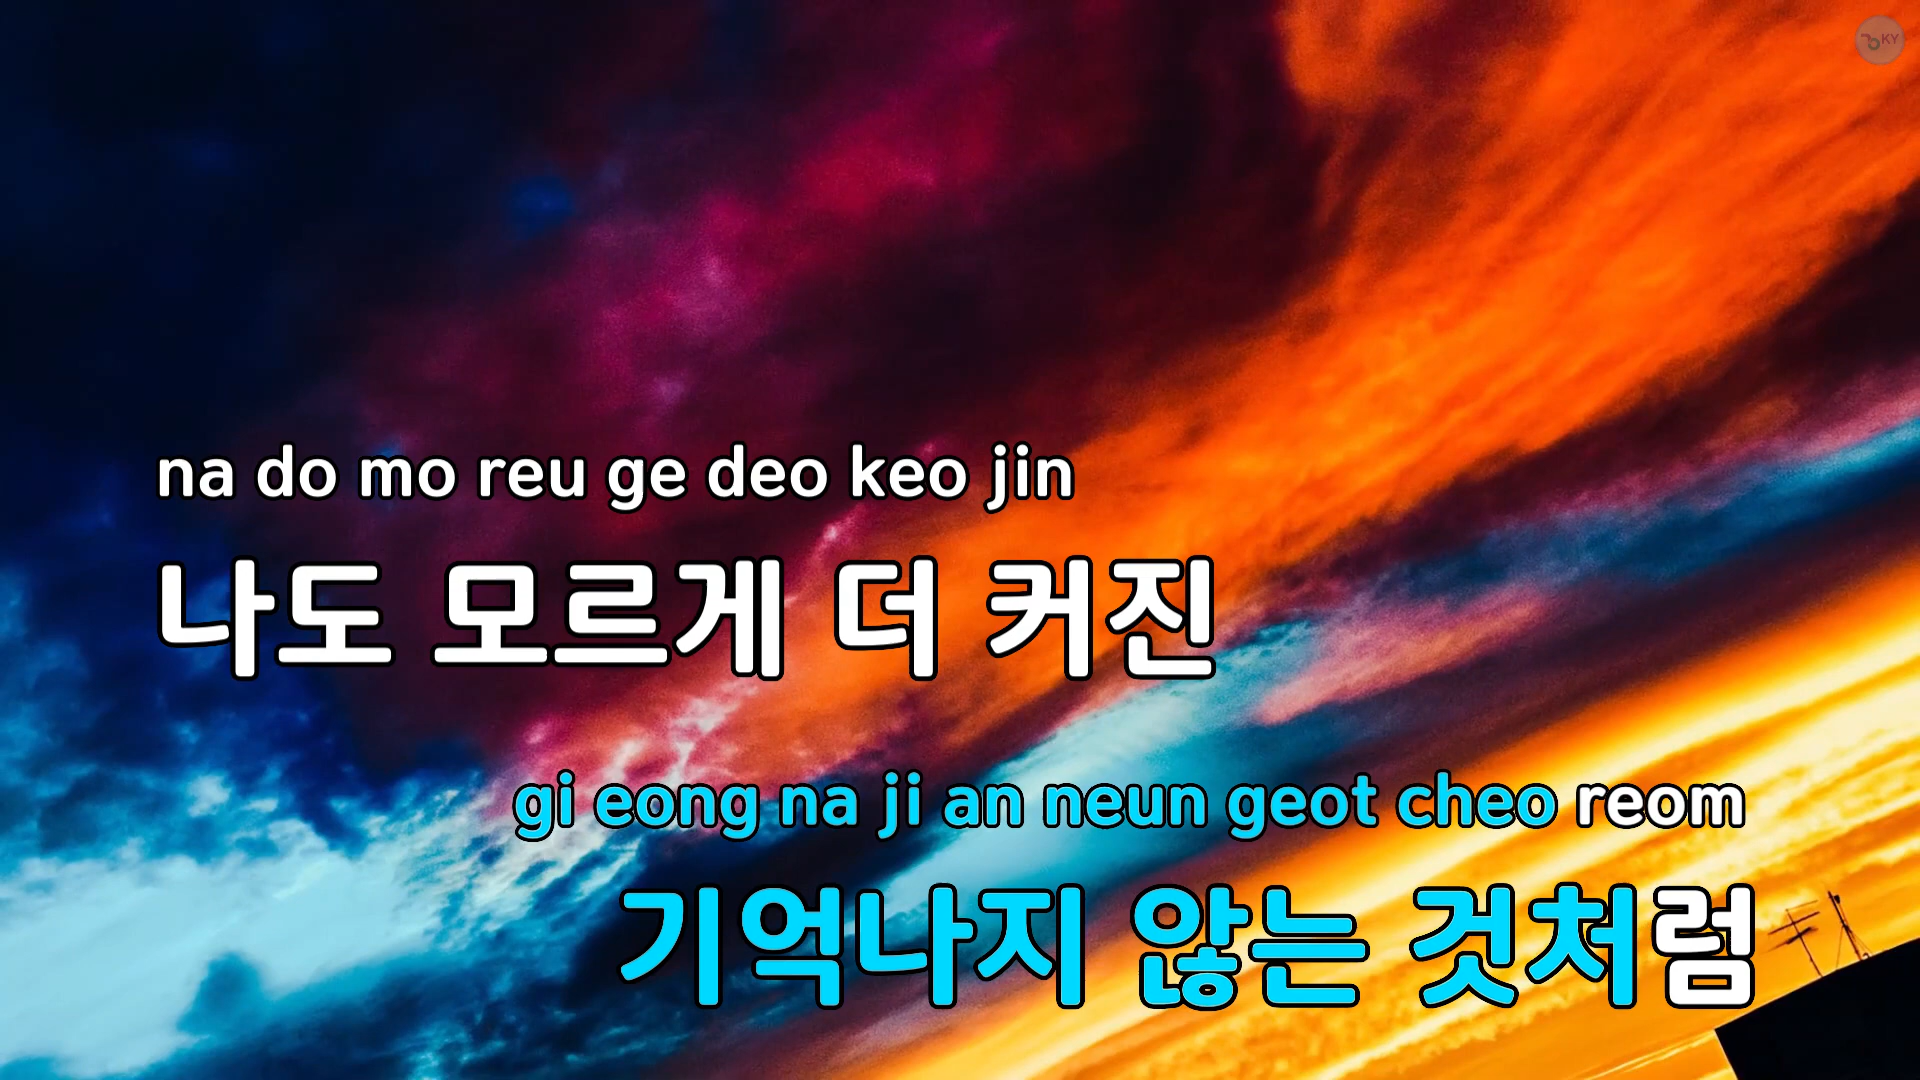 KY
na do mo reu ge deo keo jin
나도 모르게 더 커진
gi eong na ji an neun geot cheo reom
기억나지 않는 것처럼